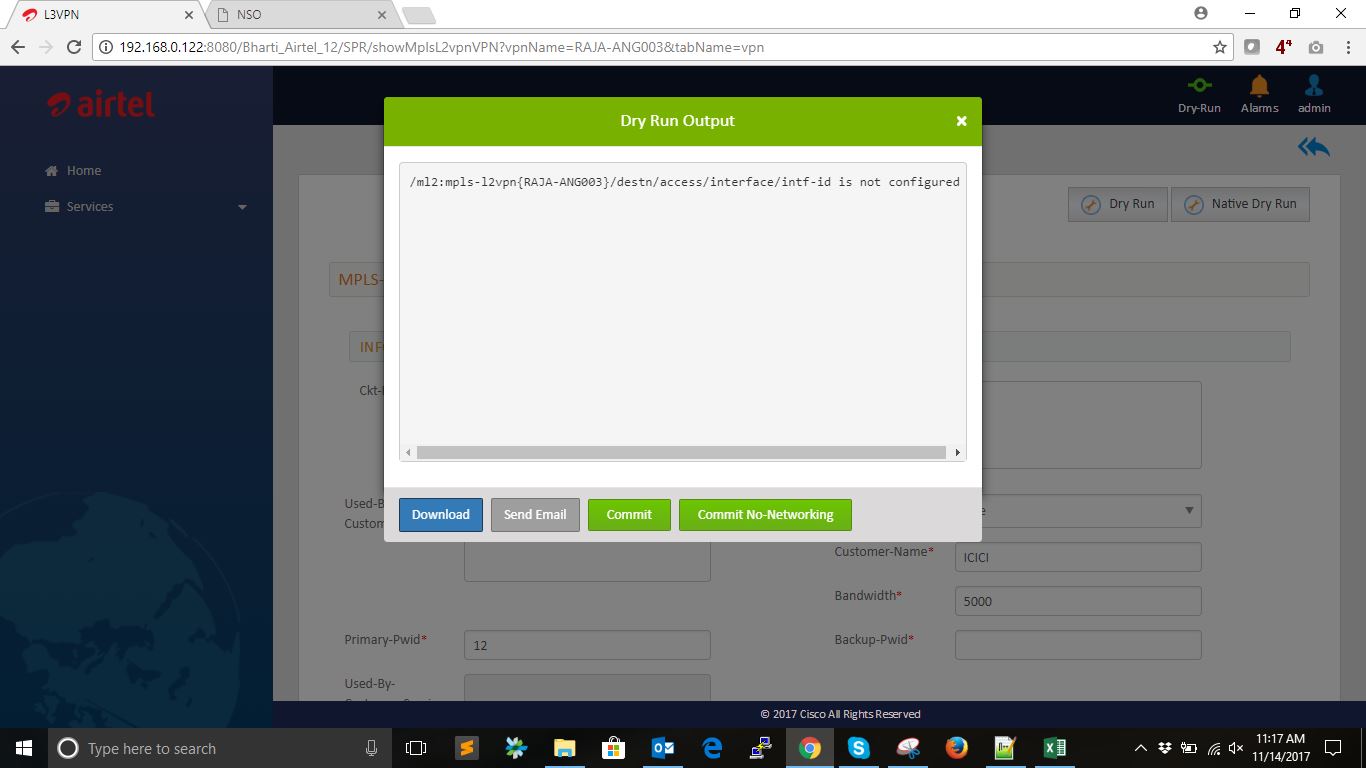 L3VPN
NSO
192.168.0.122:8080/Bharti_Airtel_12/SPR/showMplsL2vpnVPN?vpnName=RAJA-ANG003&tabName=vpn
4
airtel
Dry-Run
Alarms
admin
Home
Services
Dry Run Output
/ml2:mpls-l2vpn{RAJA-ANG003}/destn/access/interface/intf-id is not configured
Dry Run
Native Dry Run
MPLS-
INF
Ckt-
Download
Send Email
Commit
Commit No-Networking
Used-B
Custom
e
Customer-Name*
ICICI
Bandwidth*
5000
Primary-Pwid*
12
Backup-Pwid*
Used-By-
© 2017 Cisco All Rights Reserved
Type here to search
11:17 AM
11/14/2017